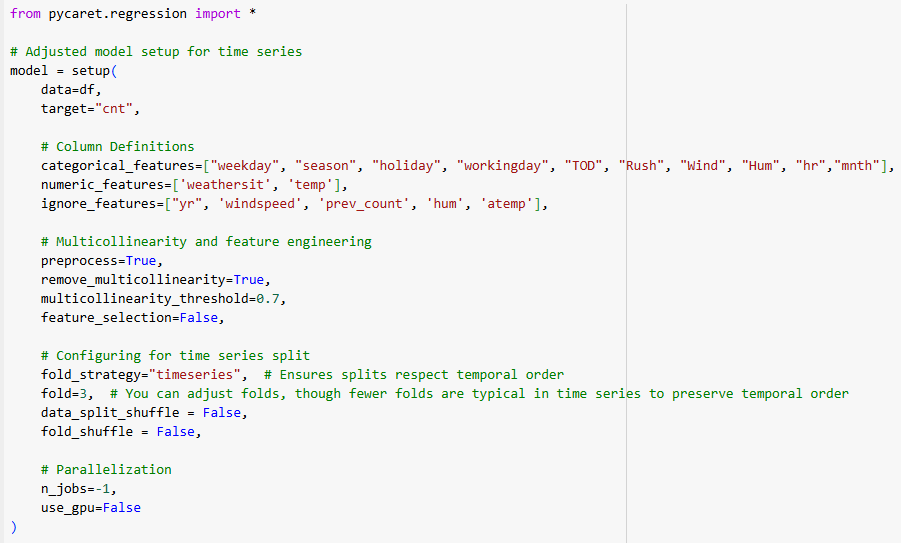 from pycaret.regression import *
# Adjusted model setup for time series
model = setup(
data=df,
target="cnt",
# Column Definitions
categorical_features=["weekday", "season", "holiday", "workingday", "TOD", "Rush", "Wind", "Hum", "hr","mnth"],
numeric_features=['weathersit', 'temp'],
ignore_features=["yr", 'windspeed', 'prev_count', 'hum', 'atemp'],
# Multicollinearity and feature engineering
preprocess=True,
remove_multicollinearity=True,
multicollinearity_threshold=0.7,
feature_selection=False,
# Configuring for time series split
fold_strategy="timeseries",  # Ensures splits respect temporal order
fold=3,  # You can adjust folds, though fewer folds are typical in time series to preserve temporal order
data_split_shuffle = False,
fold_shuffle = False,
# Parallelization
n_jobs=-1,
use_gpu=False
)